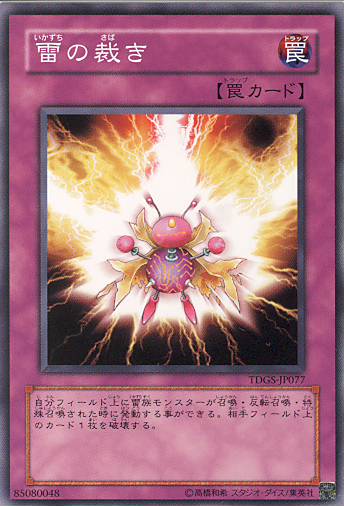 雷の裁き
罠
【罠カード】
TDGS-JP077
自分フィールド上に雷族モンスターが召喚・反転召喚・特
殊召喚された時に発動する事ができる。相手フィールド上
のカード１枚を破壊する。
85080048
©高橋和希 スタジオ・ダイス/集英社